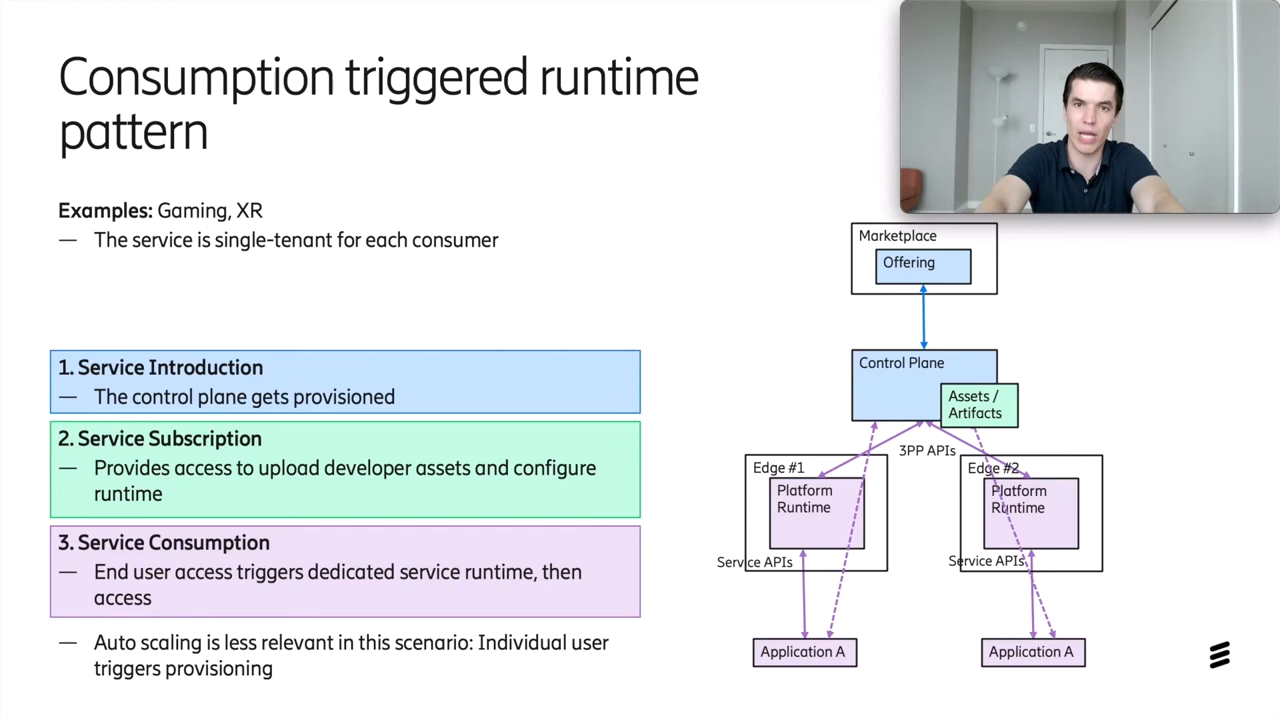 Consumption triggered runtime
pattern
Examples: Gaming, XR
— The service is single-tenant for each consumer
1. Service Introduction
— The control plane gets provisioned
2. Service Subscription
— Provides access to upload developer assets and configure
runtime
3. Service Consumption
— End user access triggers dedicated service runtime, then
access
— Auto scaling is less relevant in this scenario: Individual user
triggers provisioning
Marketplace
Offering
Control Plane
Assets /
Artifacts
3PP APIs
Edge #1
Platform
Runtime
Service APIs
Application A
Edge #2
Platform
Runtime
Service APIs
Application A